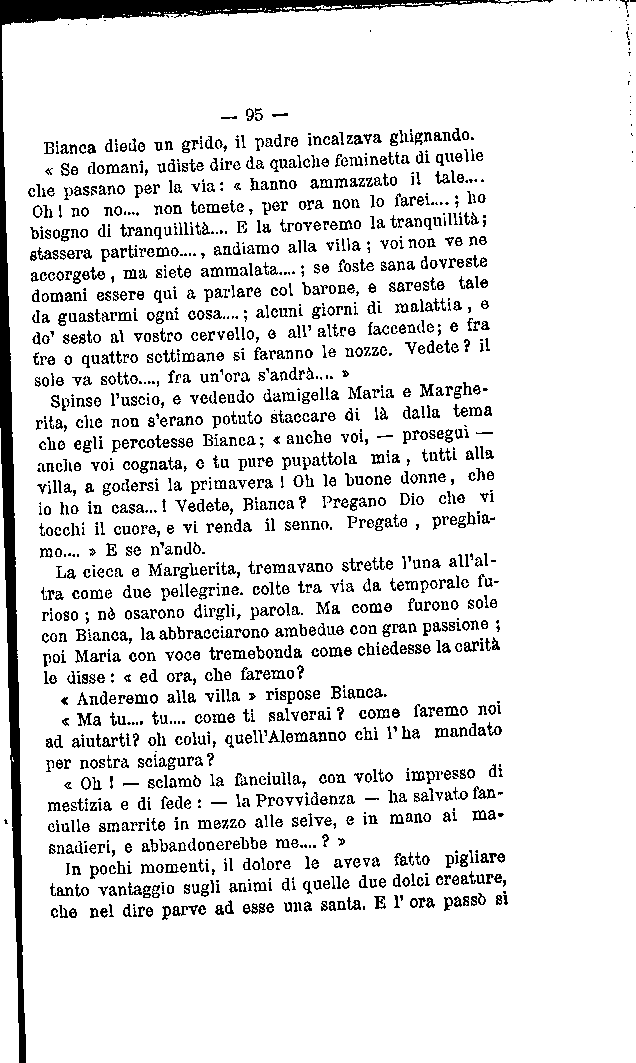 — 95 —
Bianca diede un grido, il padre incalzava ghignando.
« Se domani, udiste dire da qualche feminetta di quelle
che passano per la via: « hanno ammazzato il tale....
Oh! no no.... non temete, per ora non lo farei....; ho
bisogno di tranquillità.... E la troveremo la tranquillità;
stassera partiremo...., andiamo alla villa; voi non ve ne
accorgete, ma siete ammalata....; se foste sana dovreste
domani essere qui a parlare col barone, e sareste tale
da guastarmi ogni cosa....; alcuni giorni di malattia, e
do' sesto al vostro cervello, e all' altre faccende; e fra
tre o quattro settimane si faranno le nozze. Vedete? il
sole va sotto...., fra un'ora s'andrà.... »
Spinse l'uscio, e vedendo damigella Maria e Marghe-
rita, che non s'erano potuto staccare di là dalla tema
che egli percotesse Bianca; « anche voi, — proseguì —
anche voi cognata, e tu pure pupattola mia, tutti alla
villa, a godersi la primavera! Oh le buone donne, che
io ho in casa...! Vedete, Bianca? Pregano Dio che vi
tocchi il cuore, e vi renda il senno. Pregate, preghia-
mo.... » E se n'andò.
La cieca e Margherita, tremavano strette l'una all'al-
tra come due pellegrine. colte tra via da temporale fu-
rioso; nè osarono dirgli, parola. Ma come furono sole
con Bianca, la abbracciarono ambedue con gran passione;
poi Maria con voce tremebonda come chiedesse la carità
le disse: « ed ora, che faremo?
« Anderemo alla villa » rispose Bianca.
« Ma tu.... tu.... come ti salverai? come faremo noi
ad aiutarti? oh colui, quell'Alemanno chi l' ha mandato
per nostra sciagura?
« Oh! — sclamò la fanciulla, con volto impresso di
mestizia e di fede: — la Provvidenza — ha salvato fan-
ciulle smarrite in mezzo alle selve, e in mano ai ma-
snadieri, e abbandonerebbe me....? »
In pochi momenti, il dolore le aveva fatto pigliare
tanto vantaggio sugli animi di quelle due dolci creature,
che nel dire parve ad esse una santa. E l' ora passò sì